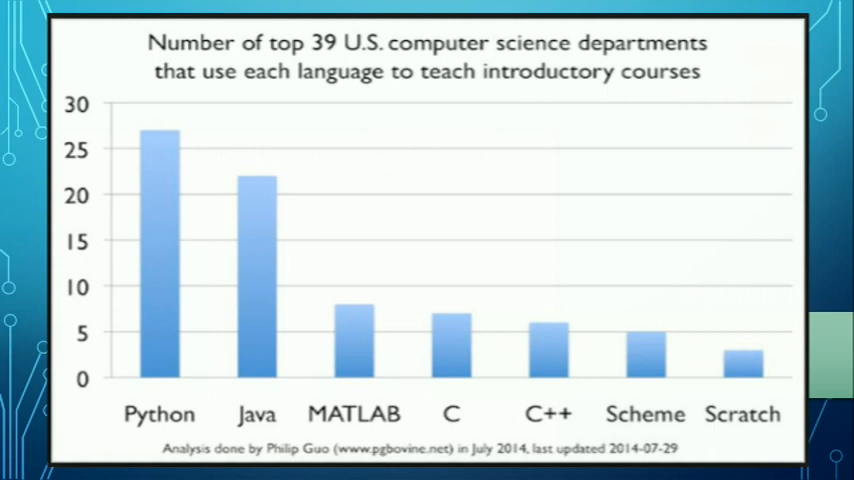 Number of top 39 U.S. computer science departments
that use each language to teach introductory courses
30
25
20
15
10
5
0
Python Java MATLAB C C++ Scheme Scratch
Analysis done by Philip Guo (www.pgbovine.net) in July 2014, last updated 2014-07-29